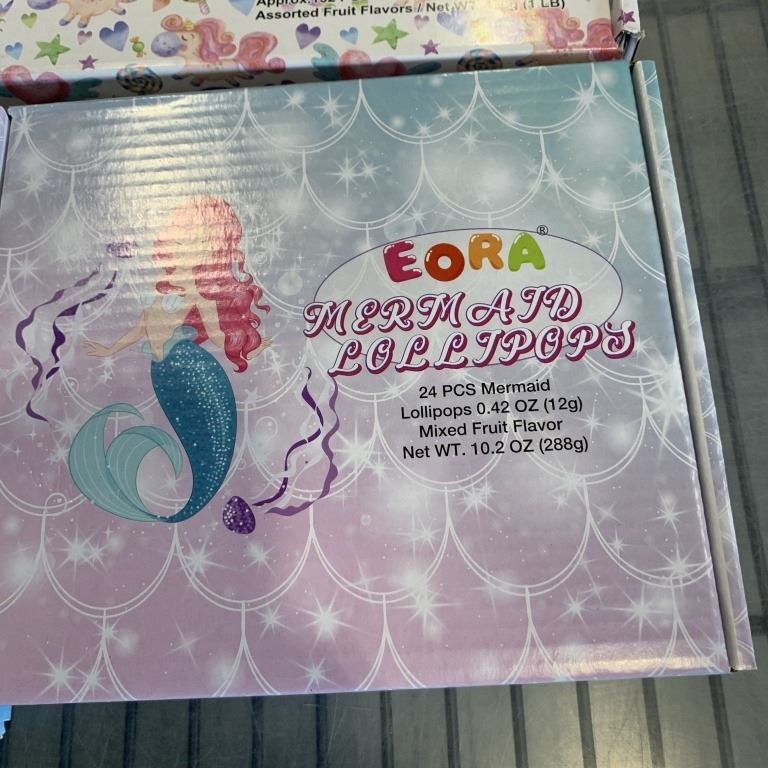 Assorted Fruit Flavors / Net (1 LB)
EORA®
MERMAID
LOLLIPOPS
24 PCS Mermaid
Lollipops 0.42 OZ (12g)
Mixed Fruit Flavor
Net WT. 10.2 OZ (288g)